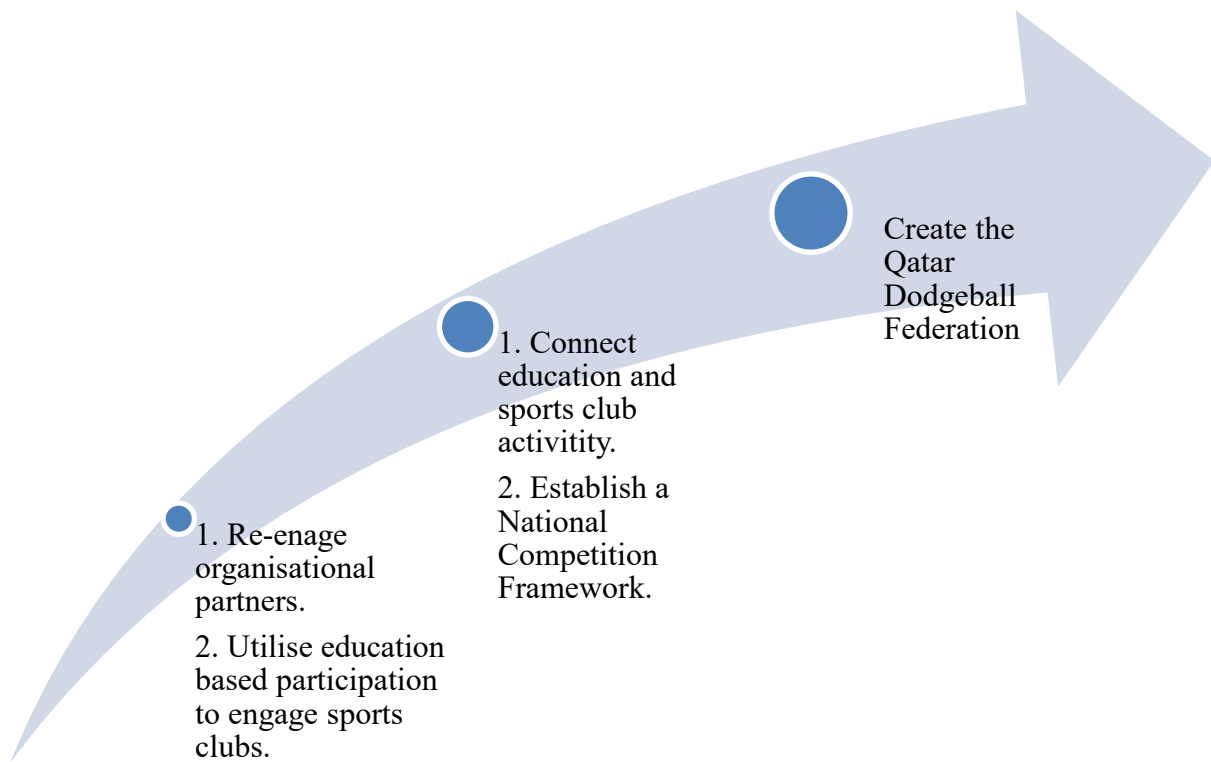 1. Re-enage
organisational
partners.
2. Utilise education
based participation
to engage sports
clubs.
1. Connect
education and
sports club
activitity.
2. Establish a
National
Competition
Framework.
Create the
Qatar
Dodgeball
Federation